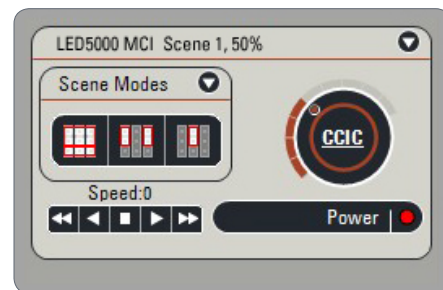 LED5000 MCI Scene 1, 50%
Scene Modes
CCIC
Speed:0
Power